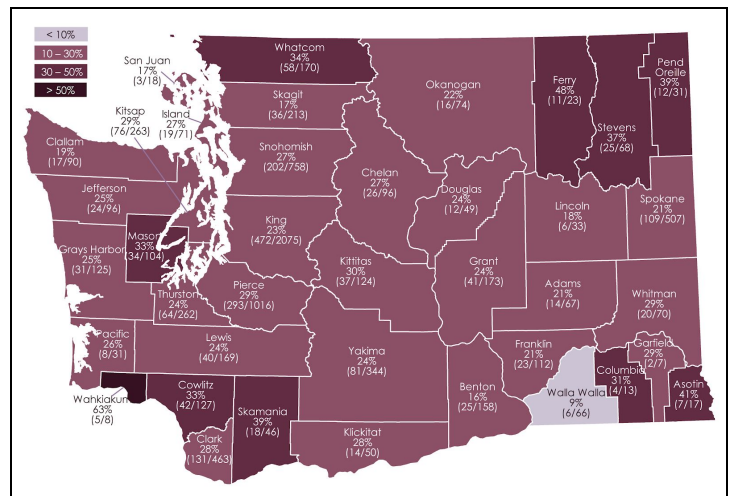 < 10%
10 – 30%
30 – 50%
> 50%
San Juan
17%
(3/18)
Whatcom
34%
(58/170)
Skagit
17%
(36/213)
Island
27%
(19/71)
Kitsap
29%
(76/263)
Okanogan
22%
(16/74)
Ferry
48%
(11/23)
Stevens
37%
(25/68)
Pend
Oreille
39%
(12/31)
Clallam
19%
(17/90)
Snohomish
27%
(202/758)
Chelan
27%
(26/96)
Douglas
24%
(12/49)
Jefferson
25%
(24/96)
Lincoln
18%
(6/33)
Spokane
21%
(109/507)
King
23%
(472/2075)
Mason
33%
(34/104)
Grays Harbor
25%
(31/125)
Kittitas
30%
(37/124)
Grant
24%
(41/173)
Thurston
24%
(64/262)
Pierce
29%
(293/1016)
Adams
21%
(14/67)
Whitman
29%
(20/70)
Pacific
26%
(8/31)
Lewis
24%
(40/169)
Yakima
24%
(81/344)
Franklin
21%
(23/112)
Garfield
29%
(2/7)
Wahkiakum
63%
(5/8)
Cowlitz
33%
(42/127)
Skamania
39%
(18/46)
Benton
16%
(25/158)
Walla Walla
9%
(6/66)
Columbia
31%
(4/13)
Asotin
41%
(7/17)
Clark
28%
(131/463)
Klickitat
28%
(14/50)